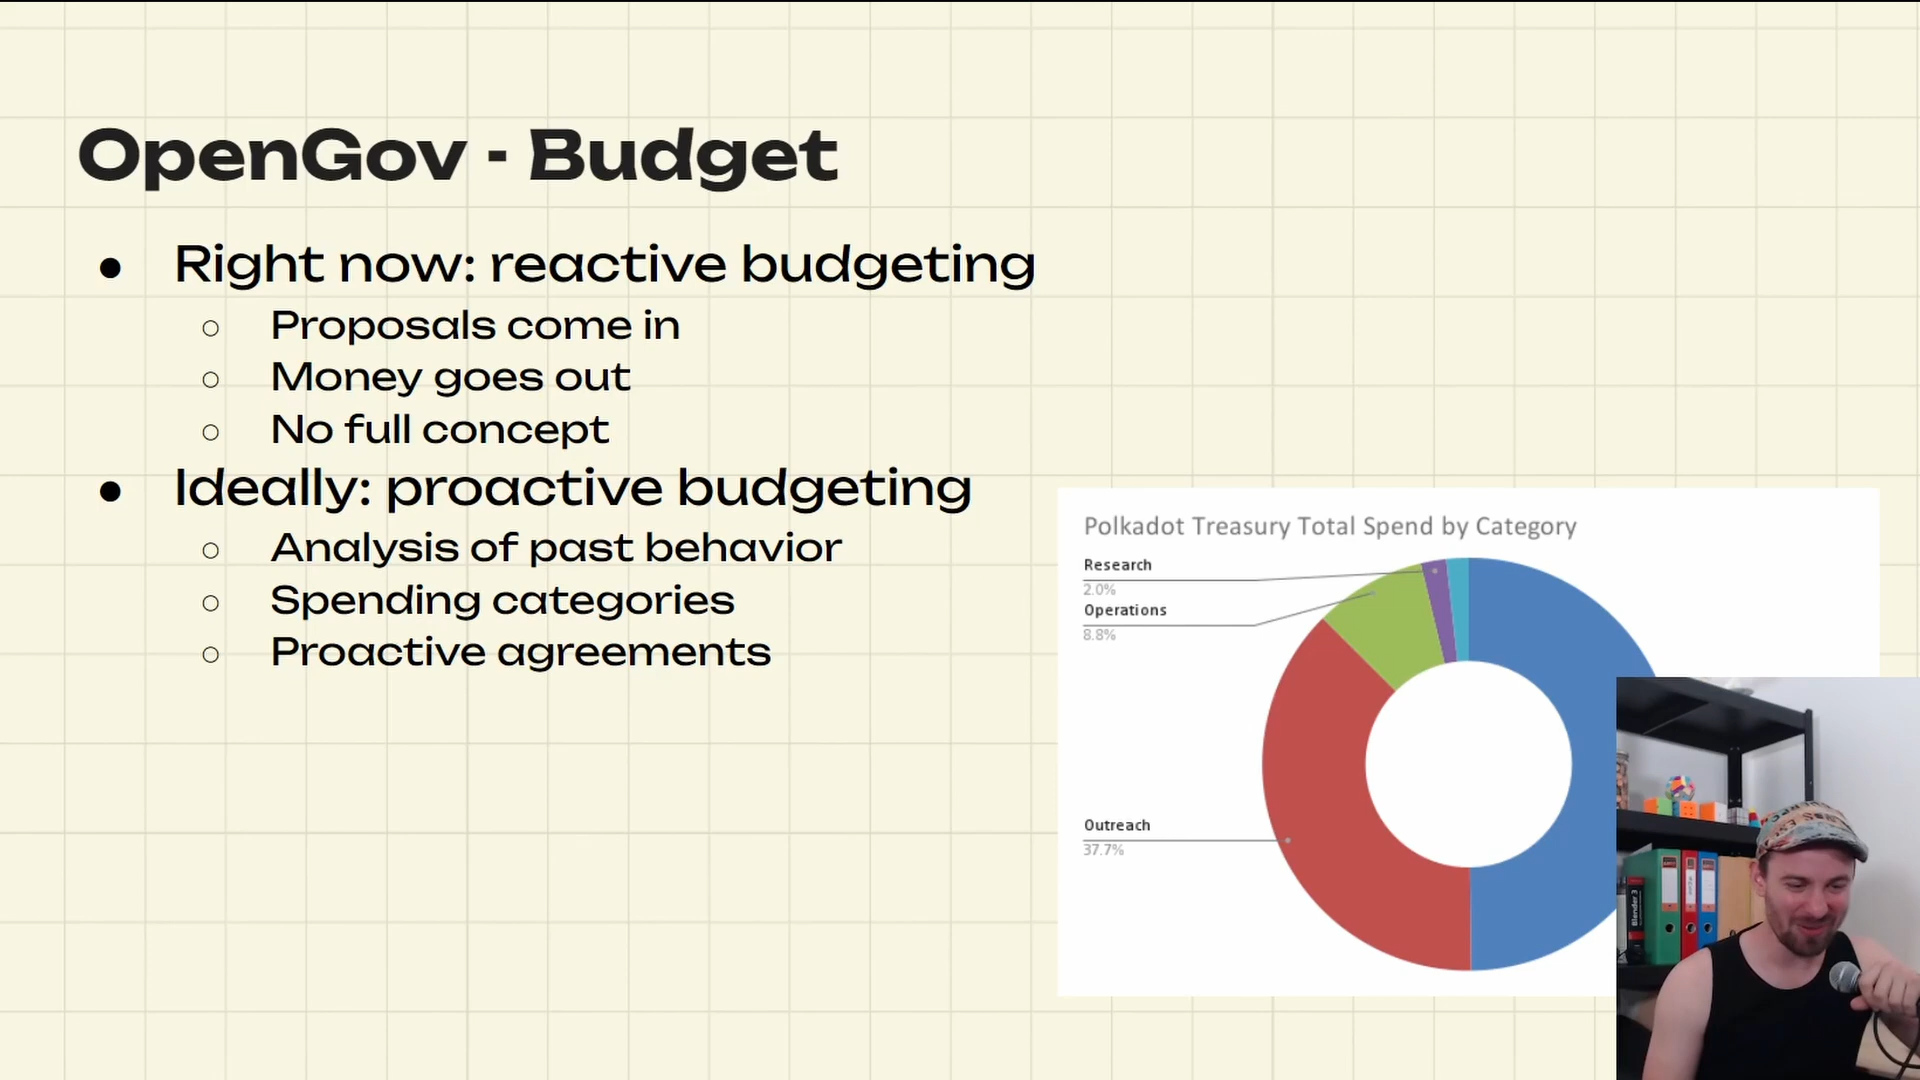 OpenGov - Budget
● Right now: reactive budgeting
○ Proposals come in
○ Money goes out
○ No full concept
● Ideally: proactive budgeting
○ Analysis of past behavior
○ Spending categories
○ Proactive agreements
Polkadot Treasury Total Spend by Category
Research
2.0%
Operations
8.8%
Outreach
37.7%
Blender 3